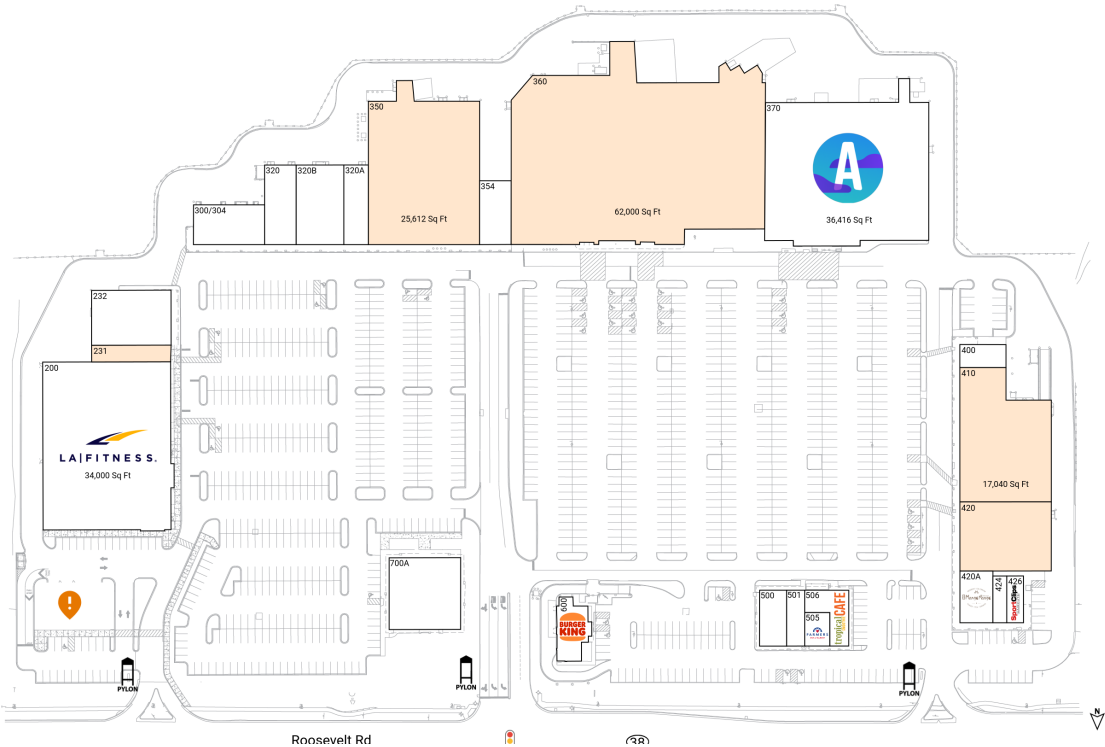 360
350
370
A
320
320B
320A
354
300/304
25,612 Sq Ft
62,000 Sq Ft
36,416 Sq Ft
232
231
200
LA|FITNESS.
34,000 Sq Ft
400
410
17,040 Sq Ft
420
700A
420A
424
426
SportClips
600
BURGER
KING
500
501
506
505
FARMERS
tropical CAFE
!
PYLON
PYLON
PYLON
N
Roosevelt Rd
38